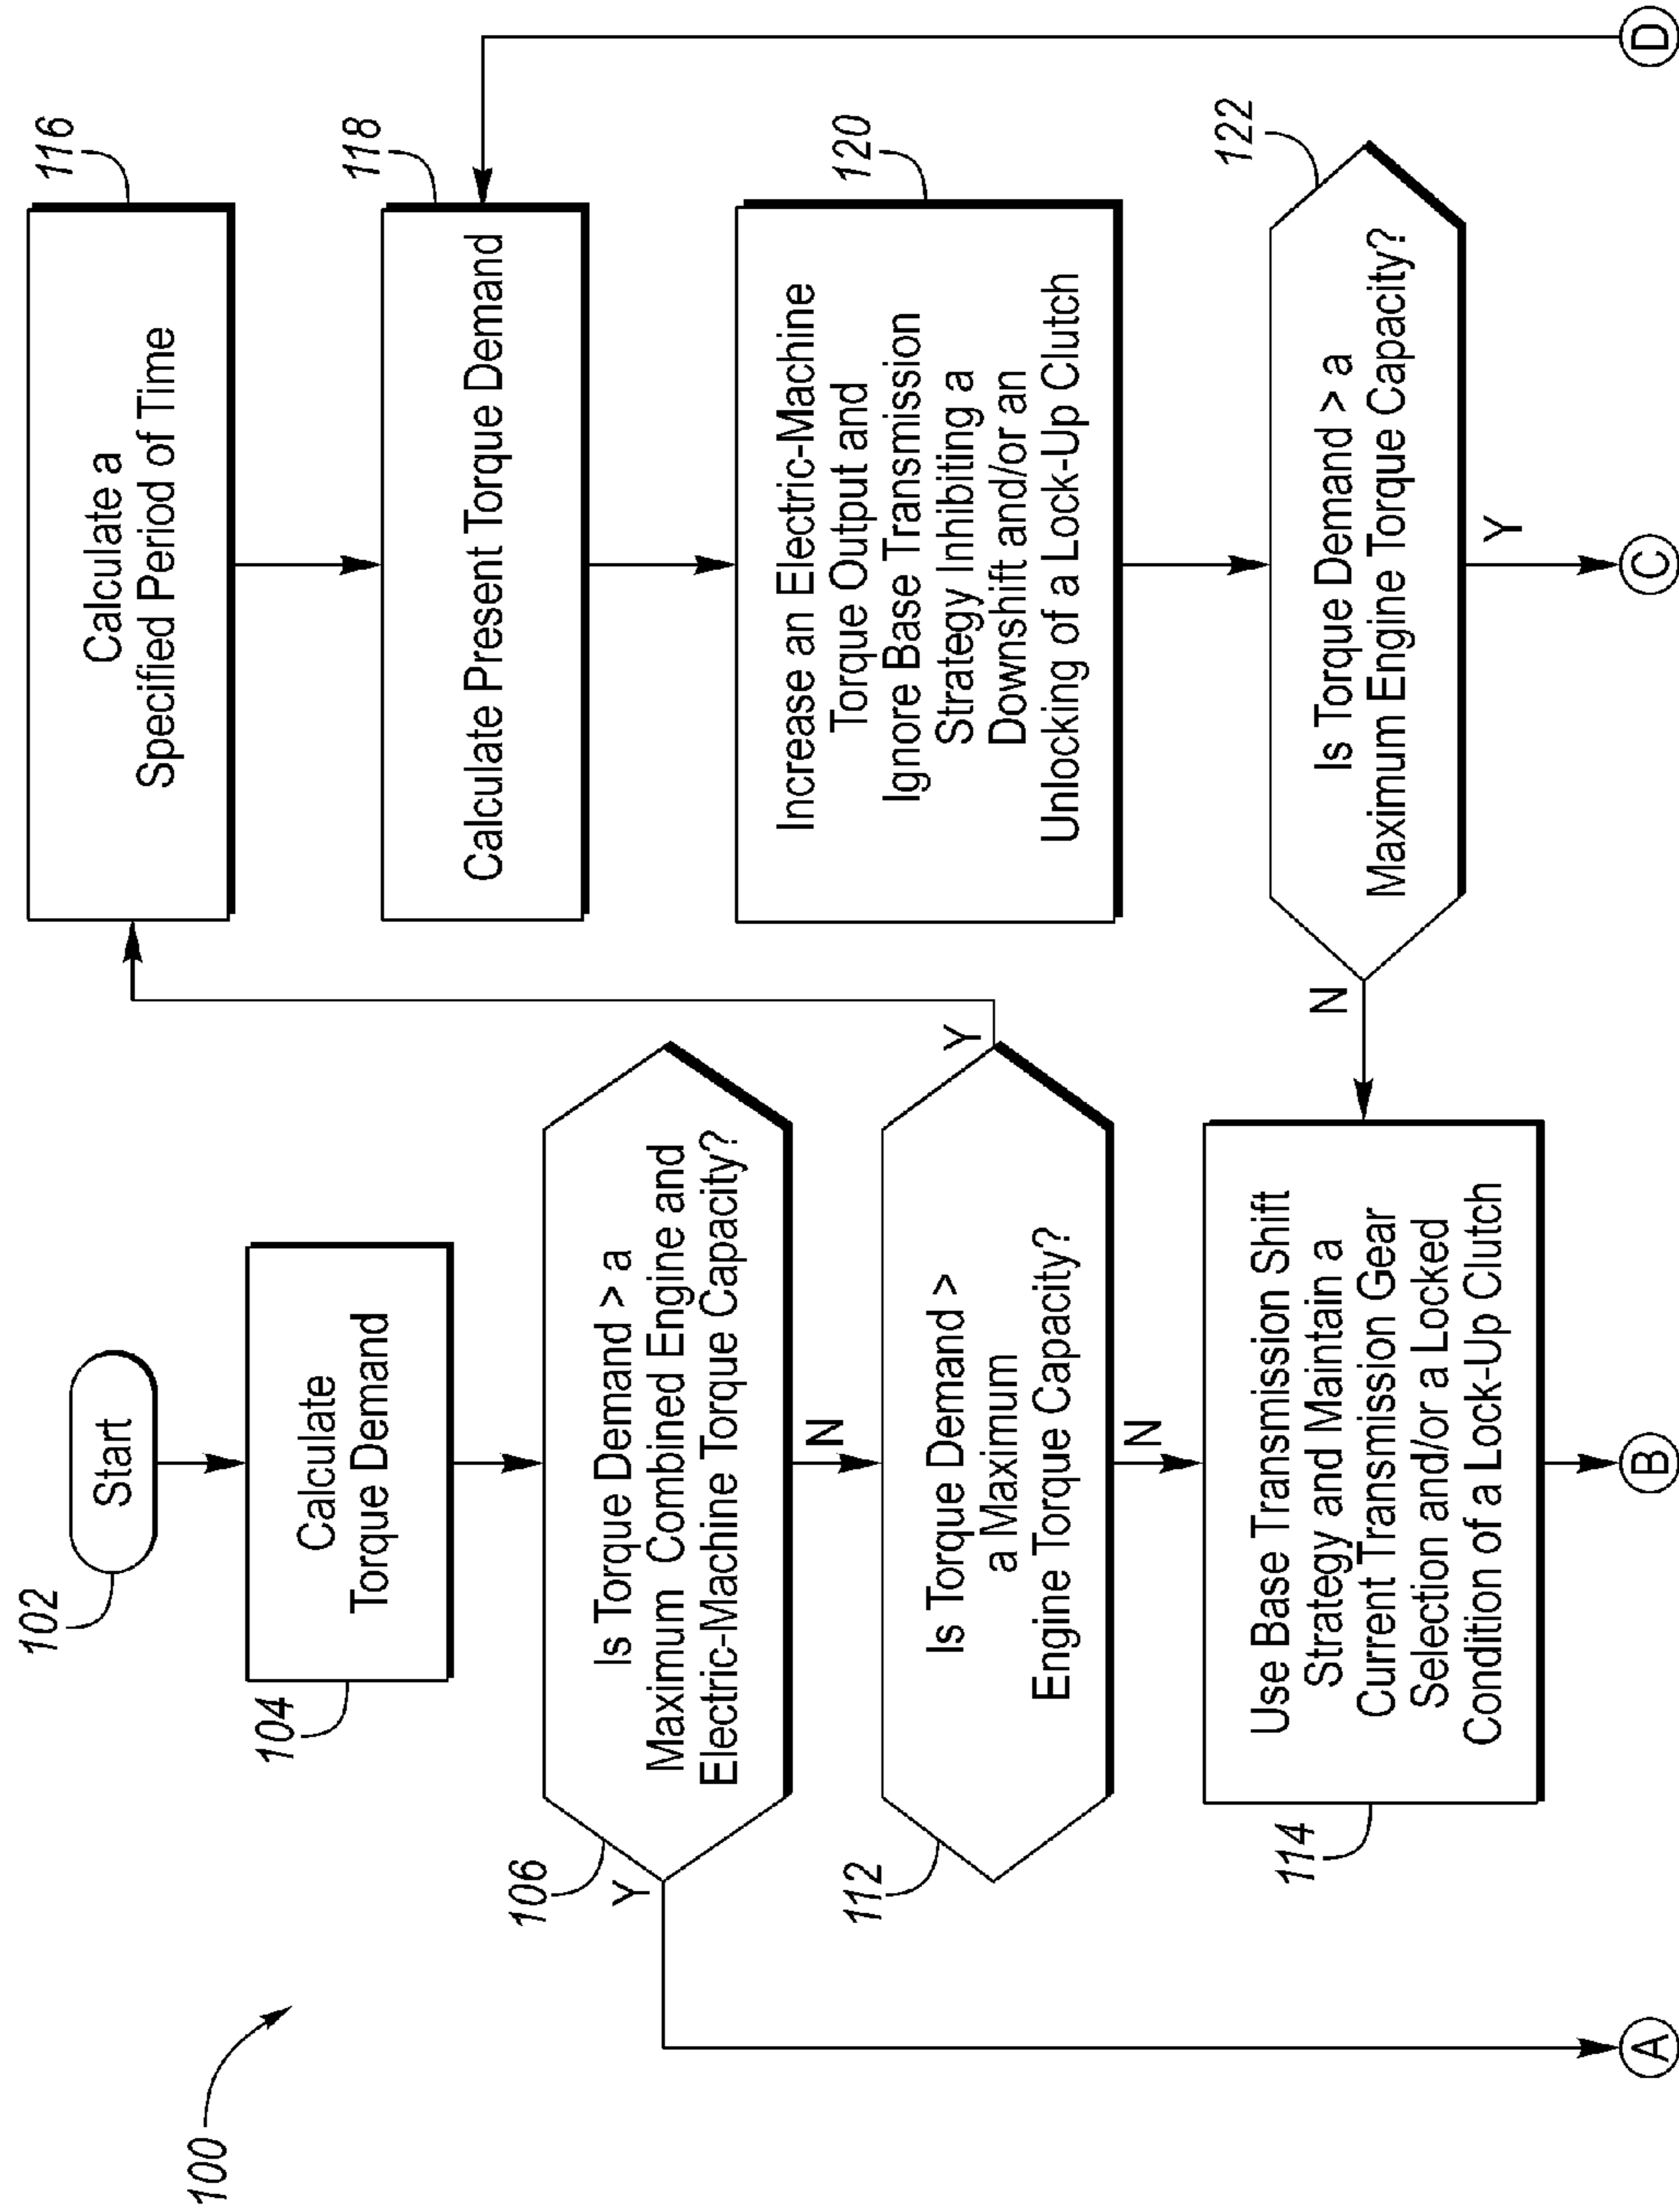 100
102
Start
104
Calculate
Torque Demand
106
Is Torque Demand > a
Maximum Combined Engine and
Electric-Machine Torque Capacity?
Y
N
112
Is Torque Demand >
a Maximum
Engine Torque Capacity?
Y
N
114
Use Base Transmission Shift
Strategy and Maintain a
Current Transmission Gear
Selection and/or a Locked
Condition of a Lock-Up Clutch
116
Calculate a
Specified Period of Time
118
Calculate Present Torque Demand
120
Increase an Electric-Machine
Torque Output and
Ignore Base Transmission
Strategy Inhibiting a
Downshift and/or an
Unlocking of a Lock-Up Clutch
122
Is Torque Demand > a
Maximum Engine Torque Capacity?
N
Y
A
B
C
D